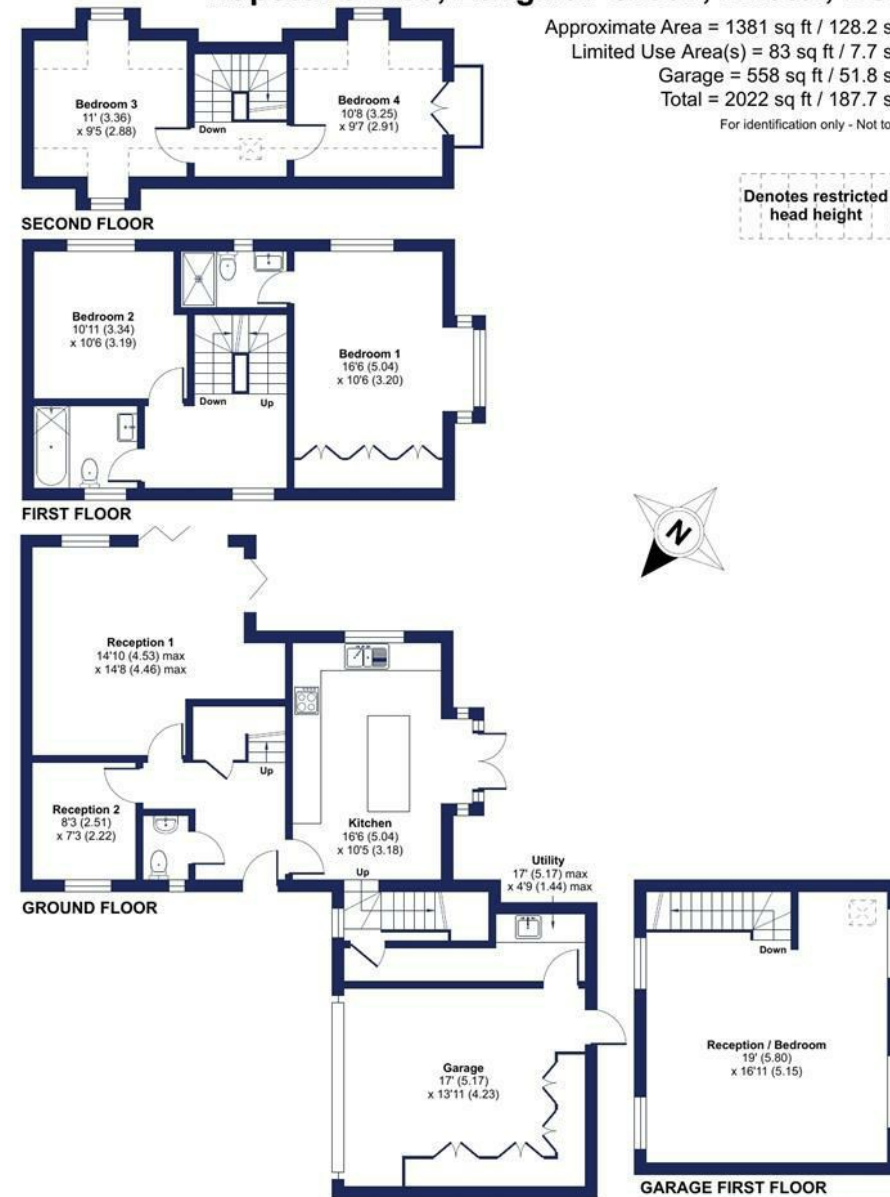 Approximate Area = 1381 sq ft / 128.2 s
Limited Use Area(s) = 83 sq ft / 7.7 s
Garage = 558 sq ft / 51.8 s
Total = 2022 sq ft / 187.7 s
For identification only - Not to
Denotes restricted
head height
Bedroom 3
11' (3.36)
x 9'5 (2.88)
Down
Bedroom 4
10'8 (3.25)
x 9'7 (2.91)
SECOND FLOOR
Bedroom 2
10'11 (3.34)
x 10'6 (3.19)
Down
Up
Bedroom 1
16'6 (5.04)
x 10'6 (3.20)
FIRST FLOOR
N
Reception 1
14'10 (4.53) max
x 14'8 (4.46) max
Up
Reception 2
8'3 (2.51)
x 7'3 (2.22)
Kitchen
16'6 (5.04)
x 10'5 (3.18)
Up
Utility
17' (5.17) max
x 4'9 (1.44) max
GROUND FLOOR
Garage
17' (5.17)
x 13'11 (4.23)
Down
Reception / Bedroom
19' (5.80)
x 16'11 (5.15)
GARAGE FIRST FLOOR